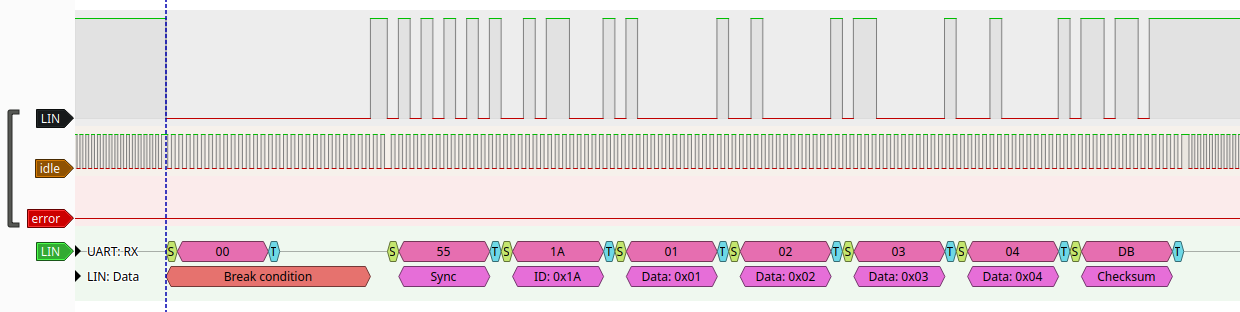 LIN
idle
error
LIN UART: RX S 00 T S 55 T S 1A T S 01 T S 02 T S 03 T S 04 T S DB T
LIN: Data Break condition Sync ID: 0x1A Data: 0x01 Data: 0x02 Data: 0x03 Data: 0x04 Checksum